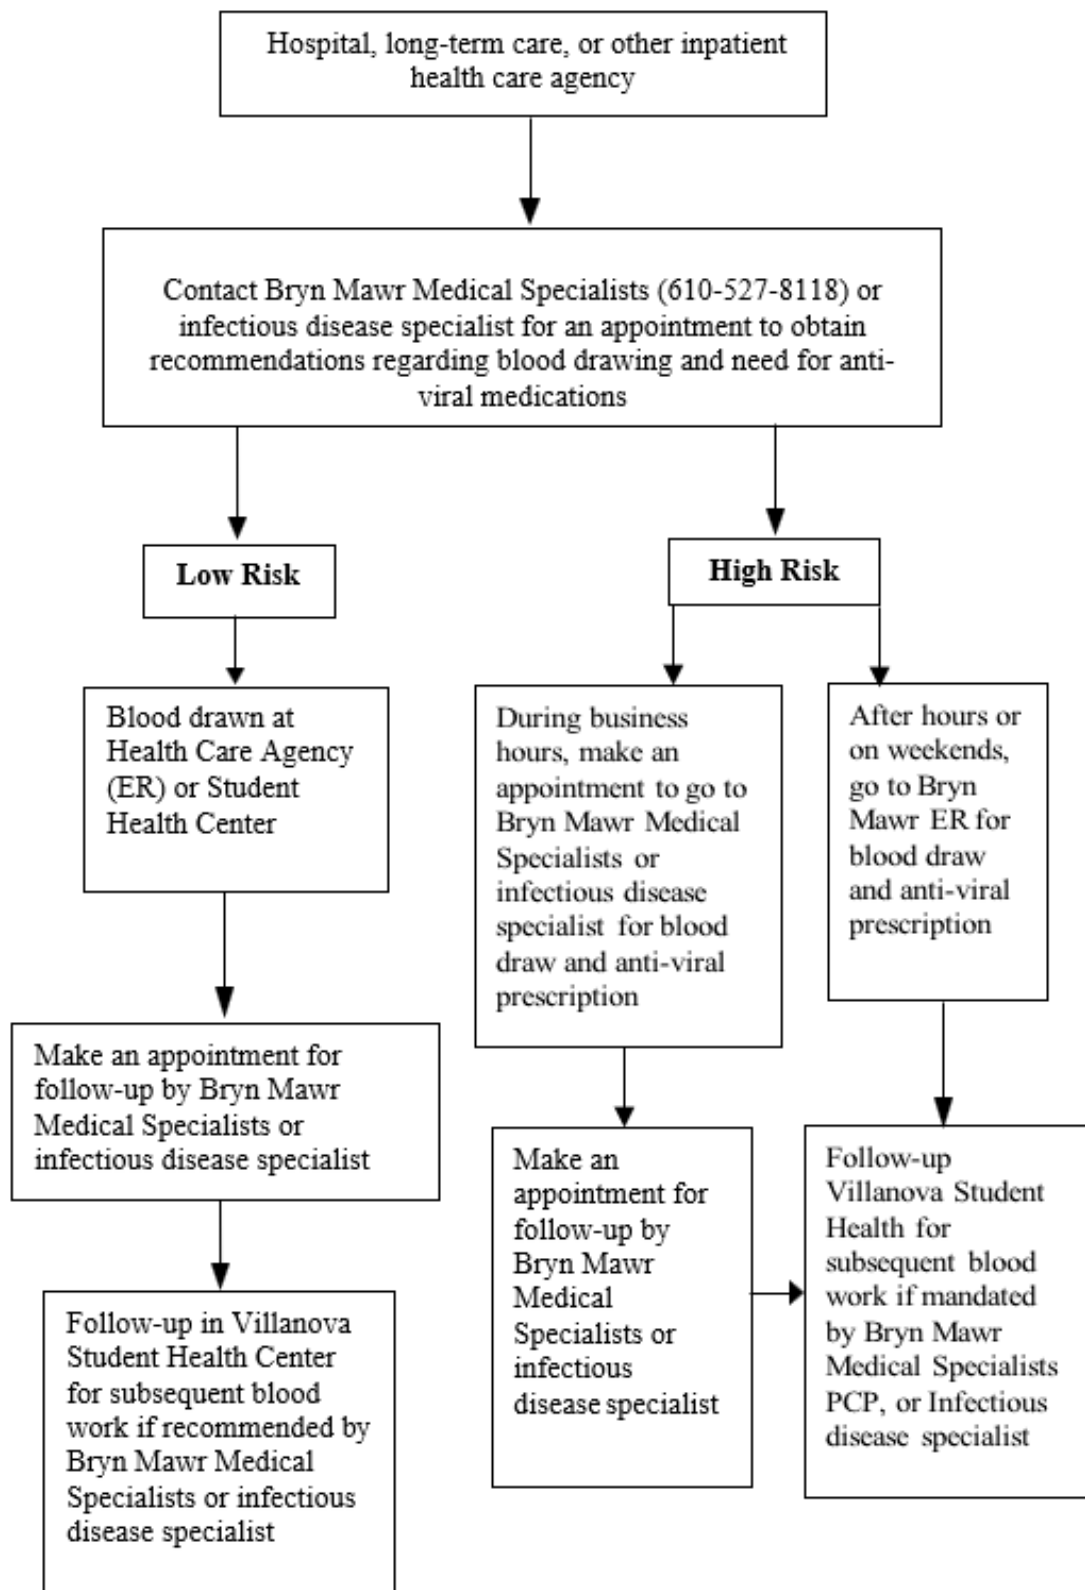 Hospital, long-term care, or other inpatient
health care agency
Contact Bryn Mawr Medical Specialists (610-527-8118) or
infectious disease specialist for an appointment to obtain
recommendations regarding blood drawing and need for anti-
viral medications
Low Risk
High Risk
Blood drawn at
Health Care Agency
(ER) or Student
Health Center
During business
hours, make an
appointment to go to
Bryn Mawr Medical
Specialists or
infectious disease
specialist for blood
draw and anti-viral
prescription
After hours or
on weekends,
go to Bryn
Mawr ER for
blood draw
and anti-viral
prescription
Make an appointment for
follow-up by Bryn Mawr
Medical Specialists or
infectious disease specialist
Make an
appointment for
follow-up by
Bryn Mawr
Medical
Specialists or
infectious
disease specialist
Follow-up
Villanova Student
Health for
subsequent blood
work if mandated
by Bryn Mawr
Medical Specialists
PCP, or Infectious
disease specialist
Follow-up in Villanova
Student Health Center
for subsequent blood
work if recommended by
Bryn Mawr Medical
Specialists or infectious
disease specialist